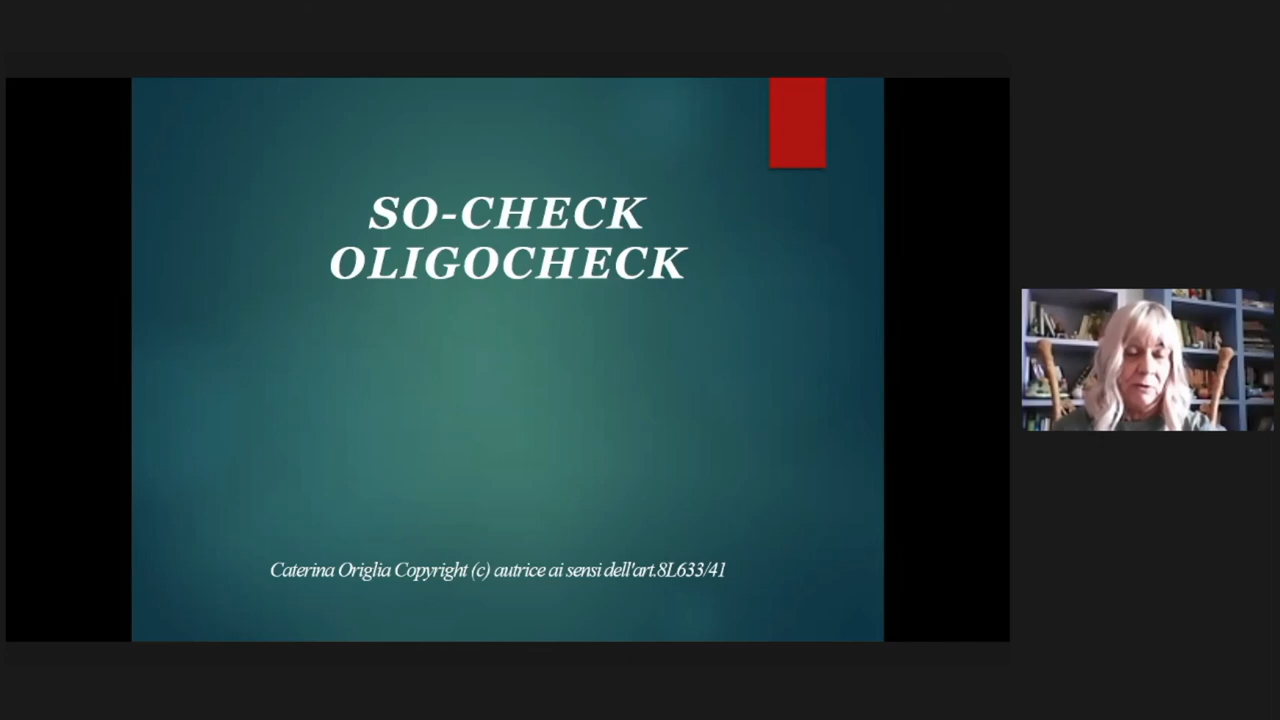 SO-CHECK
OLIGOCHECK
Caterina Origlia Copyright (c) autrice ai sensi dell'art.8L633/41